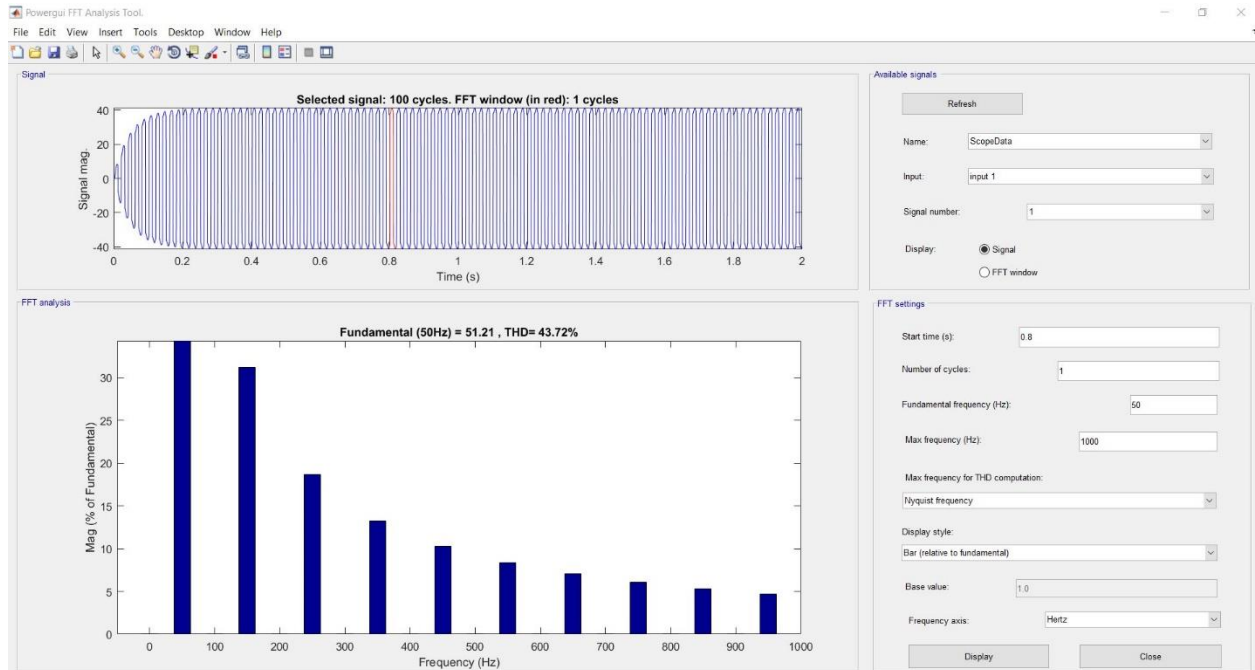 Powergui FFT Analysis Tool.
File Edit View Insert Tools Desktop Window Help
Signal
Selected signal: 100 cycles. FFT window (in red): 1 cycles
40
20
0
-20
-40
Signal mag.
0 0.2 0.4 0.6 0.8 1 1.2 1.4 1.6 1.8 2
Time (s)
FFT analysis
Fundamental (50Hz) = 51.21 , THD= 43.72%
30
25
20
15
10
5
0
Mag (% of Fundamental)
0 100 200 300 400 500 600 700 800 900 1000
Frequency (Hz)
Available signals
Refresh
Name: ScopeData
Input: input 1
Signal number: 1
Display: Signal
FFT window
FFT settings
Start time (s): 0.8
Number of cycles: 1
Fundamental frequency (Hz): 50
Max frequency (Hz): 1000
Max frequency for THD computation:
Nyquist frequency
Display style:
Bar (relative to fundamental)
Base value: 1.0
Frequency axis: Hertz
Display Close